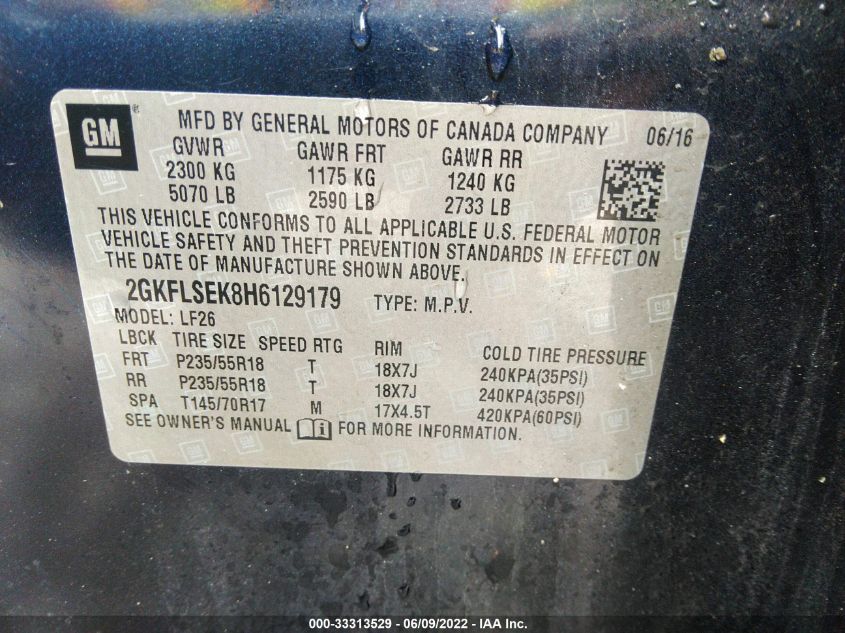 GM ® MFD BY GENERAL MOTORS OF CANADA COMPANY 06/16
GVWR GAWR FRT GAWR RR
2300 KG 1175 KG 1240 KG
5070 LB 2590 LB 2733 LB
THIS VEHICLE CONFORMS TO ALL APPLICABLE U.S. FEDERAL MOTOR
VEHICLE SAFETY AND THEFT PREVENTION STANDARDS IN EFFECT ON
THE DATE OF MANUFACTURE SHOWN ABOVE.
2GKFLSEK8H6129179 TYPE: M.P.V.
MODEL: LF26
LBCK TIRE SIZE SPEED RTG RIM COLD TIRE PRESSURE
FRT P235/55R18 T 18X7J 240KPA(35PSI)
RR P235/55R18 T 18X7J 240KPA(35PSI)
SPA T145/70R17 M 17X4.5T 420KPA(60PSI)
SEE OWNER'S MANUAL i FOR MORE INFORMATION.
000-33313529 - 06/09/2022 - IAA Inc.